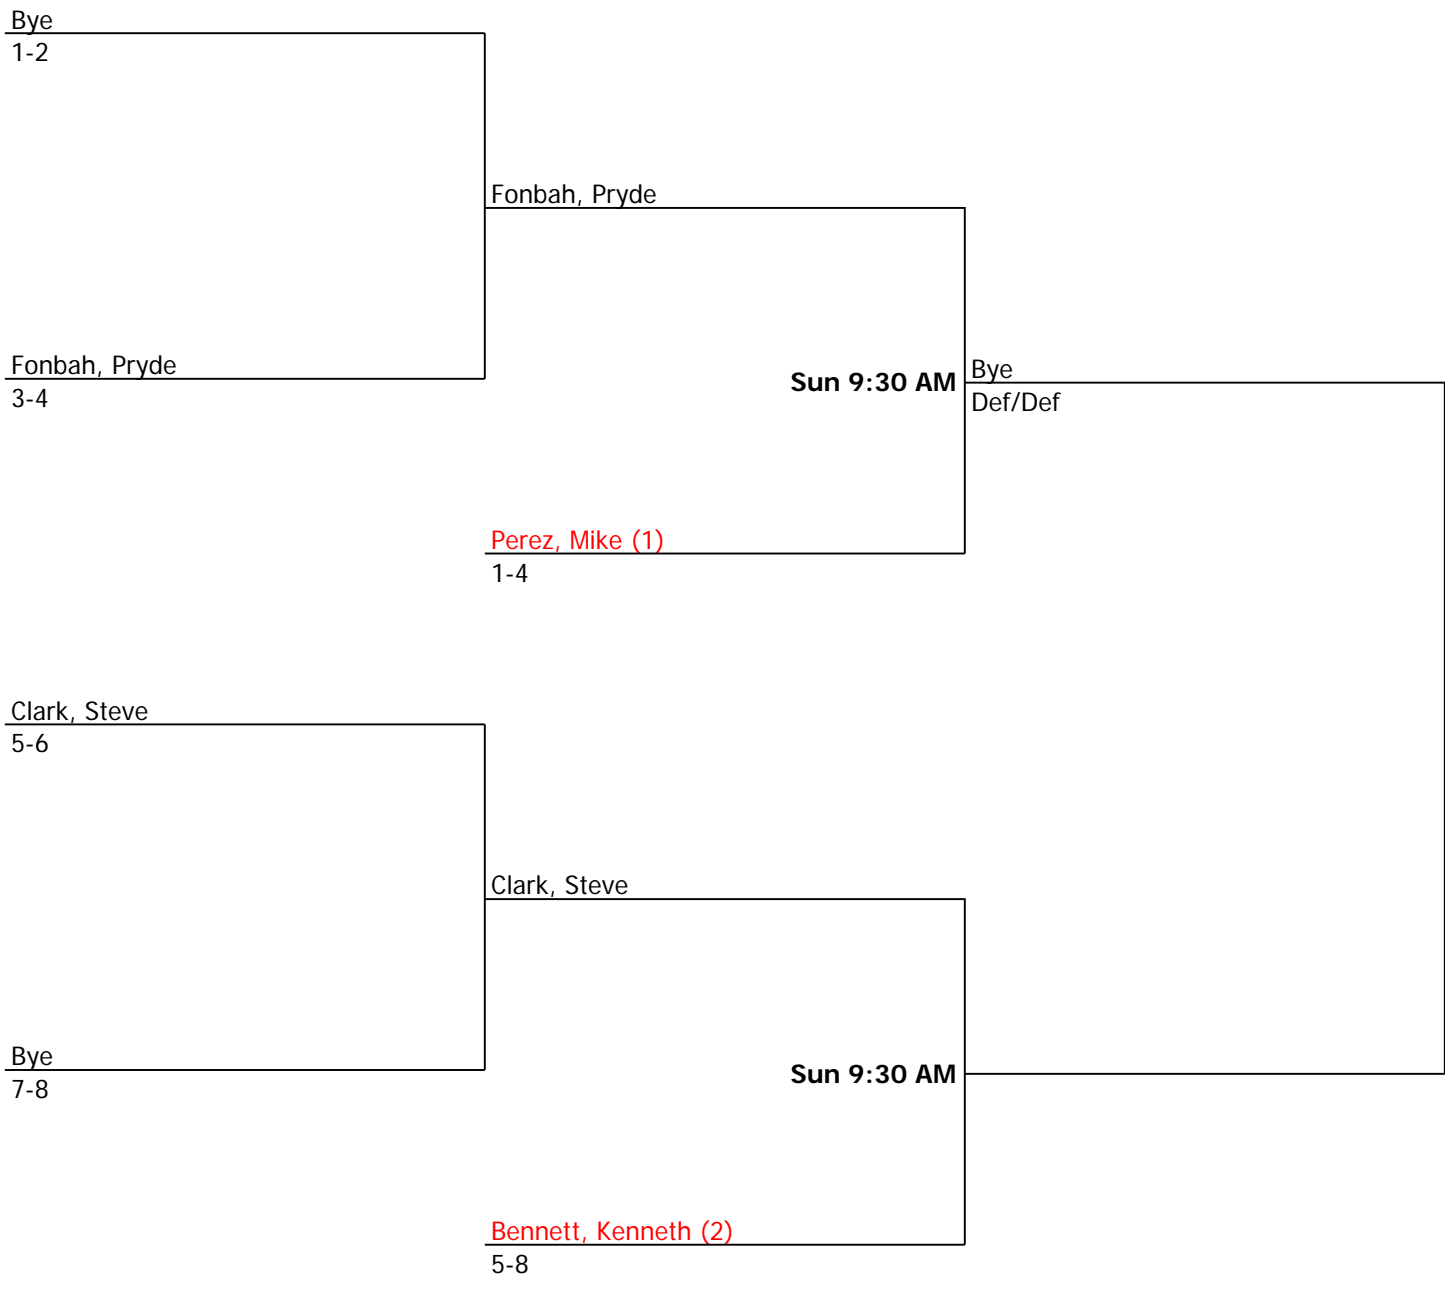 Bye
1-2
Fonbah, Pryde
Fonbah, Pryde
3-4
Sun 9:30 AM
Bye
Def/Def
Perez, Mike (1)
1-4
Clark, Steve
5-6
Clark, Steve
Bye
7-8
Sun 9:30 AM
Bennett, Kenneth (2)
5-8